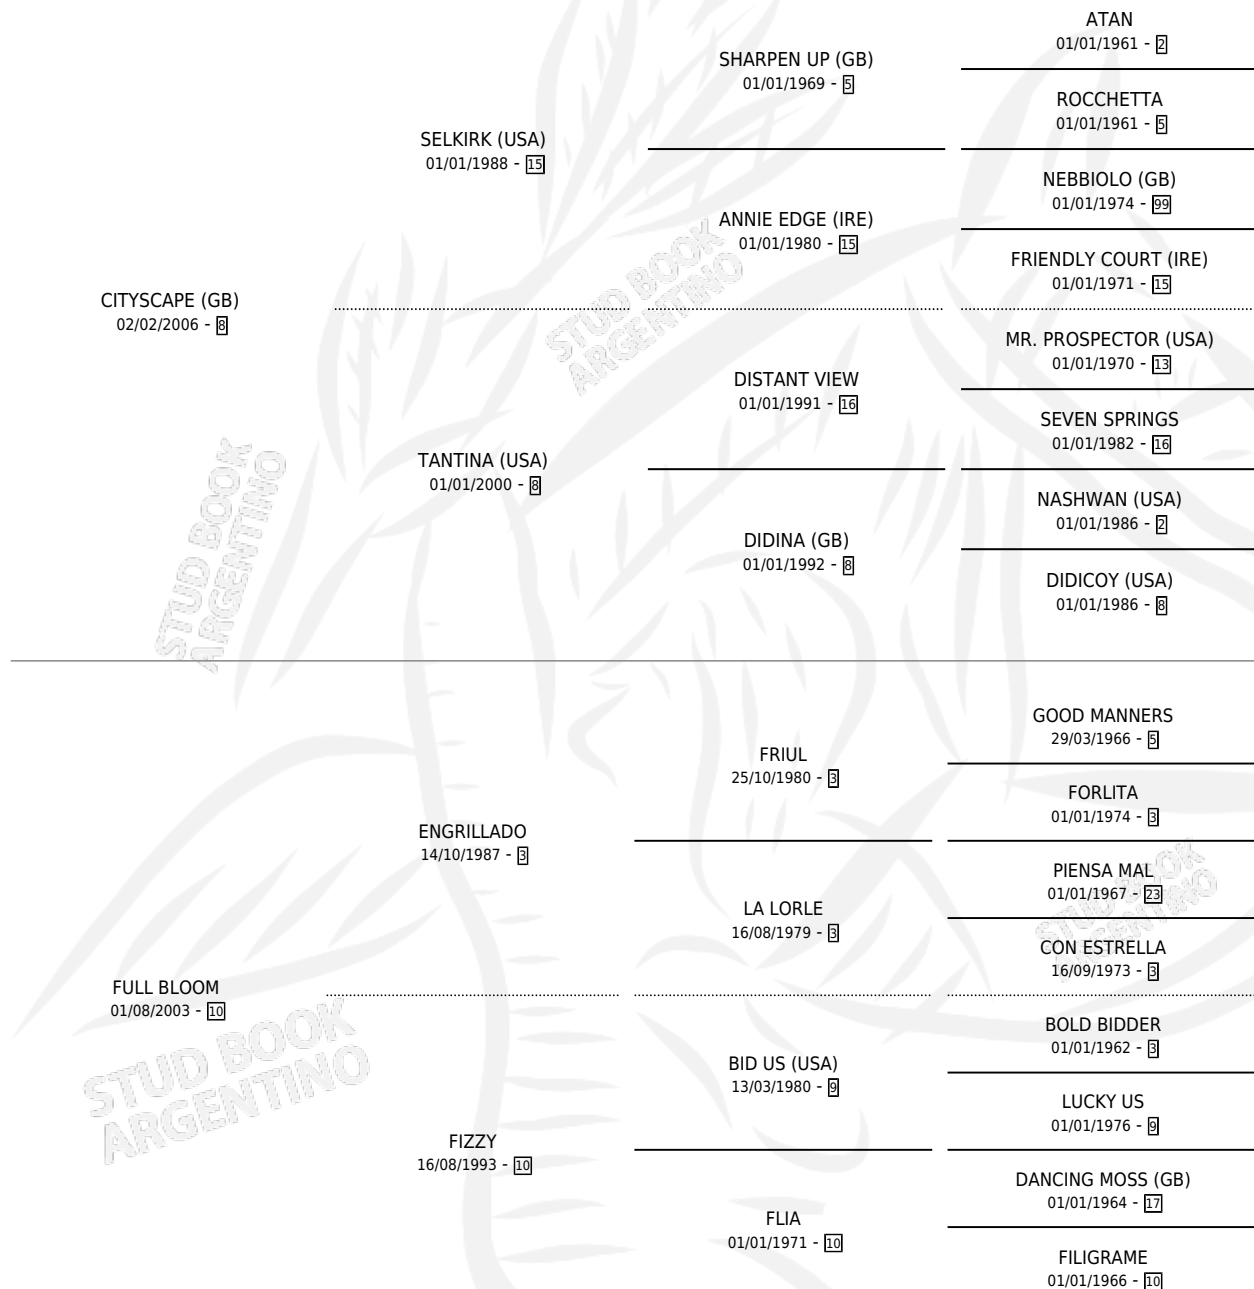 ATAN
01/01/1961 - 2
SHARPEN UP (GB)
01/01/1969 - 5
ROCCHETTA
01/01/1961 - 5
SELKIRK (USA)
01/01/1988 - 15
NEBBIOLO (GB)
01/01/1974 - 99
ANNIE EDGE (IRE)
01/01/1980 - 15
FRIENDLY COURT (IRE)
01/01/1971 - 15
CITYSCAPE (GB)
02/02/2006 - 8
STUD BOOK
ARGENTINO
MR. PROSPECTOR (USA)
01/01/1970 - 13
DISTANT VIEW
01/01/1991 - 16
SEVEN SPRINGS
01/01/1982 - 16
TANTINA (USA)
01/01/2000 - 8
NASHWAN (USA)
01/01/1986 - 2
DIDINA (GB)
01/01/1992 - 8
DIDICOY (USA)
01/01/1986 - 8
STUD BOOK
ARGENTINO
GOOD MANNERS
29/03/1966 - 5
FRIUL
25/10/1980 - 3
FORLITA
01/01/1974 - 3
ENGRILLADO
14/10/1987 - 3
PIENSA MAL
01/01/1967 - 23
LA LORLE
16/08/1979 - 3
STUD BOOK
ARGENTINO
CON ESTRELLA
16/09/1973 - 3
FULL BLOOM
01/08/2003 - 10
STUD BOOK
ARGENTINO
BOLD BIDDER
01/01/1962 - 3
BID US (USA)
13/03/1980 - 9
LUCKY US
01/01/1976 - 9
FIZZY
16/08/1993 - 10
DANCING MOSS (GB)
01/01/1964 - 17
FLIA
01/01/1971 - 10
FILIGRAME
01/01/1966 - 10